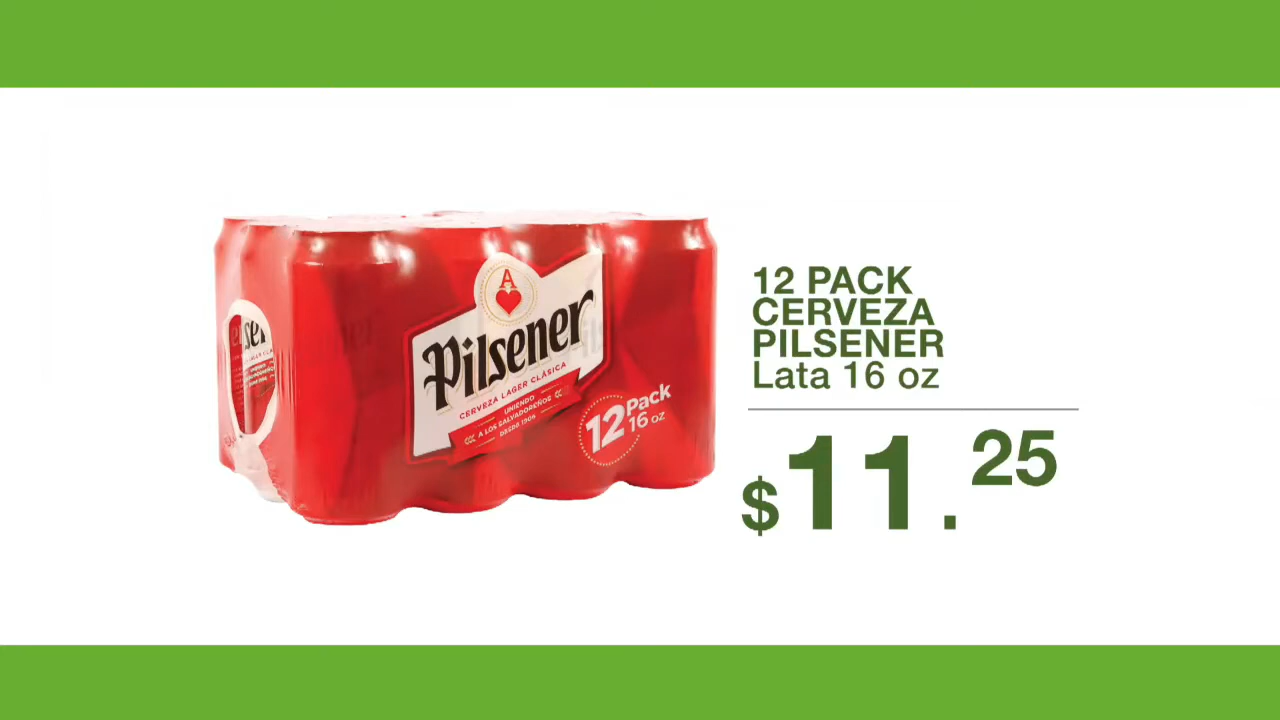 A
Pilsener
CERVEZA LAGER CLÁSICA
UNIENDO
A LOS SALVADOREÑOS
DESDE 1906
12 Pack
16 oz
12 PACK
CERVEZA
PILSENER
Lata 16 oz
$11.25